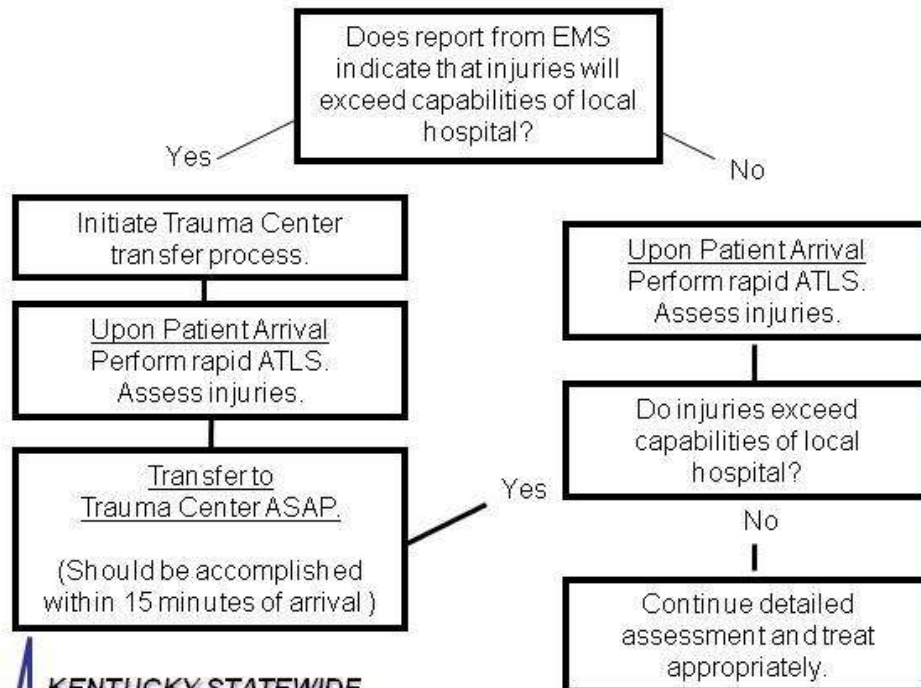 Does report from EMS
indicate that injuries will
exceed capabilities of local
hospital?
Yes
No
Initiate Trauma Center
transfer process.
Upon Patient Arrival
Perform rapid ATLS.
Assess injuries.
Transfer to
Trauma Center ASAP.
(Should be accomplished
within 15 minutes of arrival )
Upon Patient Arrival
Perform rapid ATLS.
Assess injuries.
Do injuries exceed
capabilities of local
hospital?
Yes
No
Continue detailed
assessment and treat
appropriately.
KENTUCKY STATEWIDE